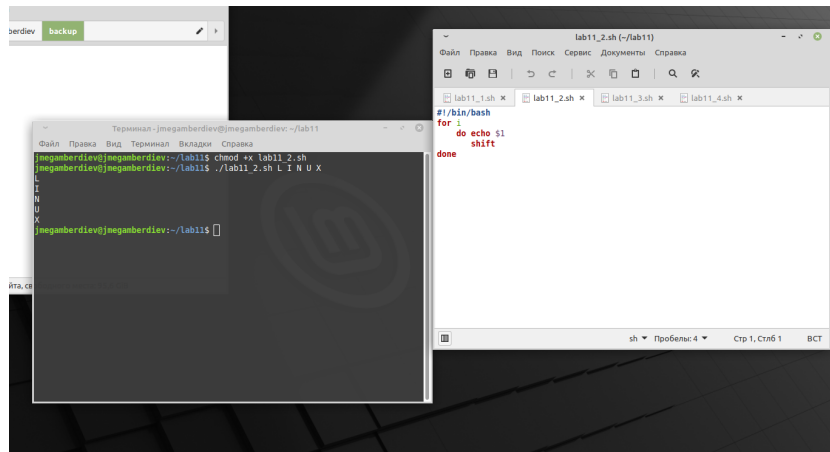 berdiev backup
йта, св
Терминал - jmegamberdiev@jmegamberdiev: ~/lab11
Файл Правка Вид Терминал Вкладки Справка
jmegamberdiev@jmegamberdiev:~/lab11$ chmod +x lab11_2.sh
jmegamberdiev@jmegamberdiev:~/lab11$ ./lab11_2.sh L I N U X
L
I
N
U
X
jmegamberdiev@jmegamberdiev:~/lab11$
lab11_2.sh (~/lab11)
Файл Правка Вид Поиск Сервис Документы Справка
lab11_1.sh lab11_2.sh lab11_3.sh lab11_4.sh
#!/bin/bash
for i
do echo $1
shift
done
sh Пробелы: 4 Стр 1, Стлб 1 ВСТ